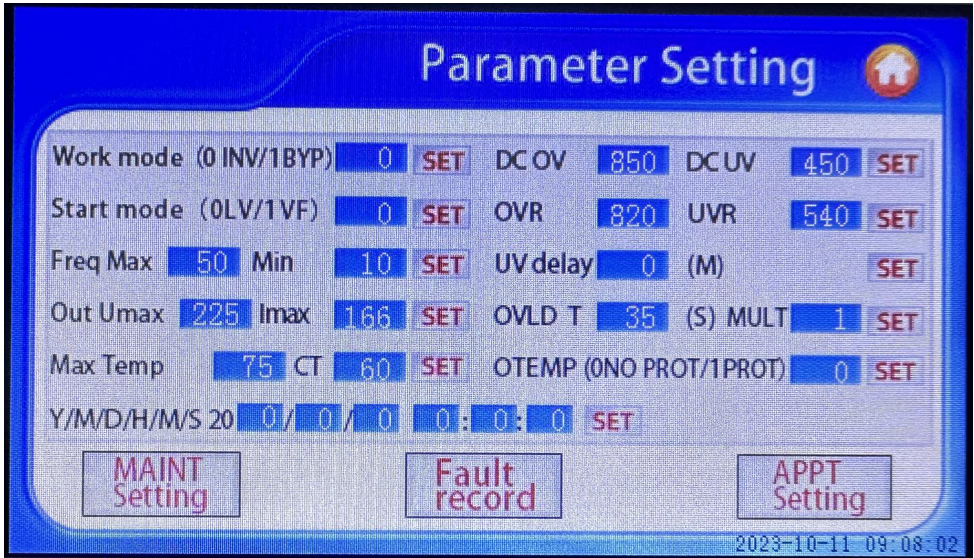 Parameter Setting
Work mode (0 INV/1BYP) 0 SET DC OV 850 DC UV 450 SET
Start mode (0LV/1VF) 0 SET OVR 820 UVR 540 SET
Freq Max 50 Min 10 SET UV delay 0 (M) SET
Out Umax 225 Imax 166 SET OVLD T 35 (S) MULT 1 SET
Max Temp 75 CT 60 SET OTEMP (0NO PROT/1PROT) 0 SET
Y/M/D/H/M/S 20 0/ 0/ 0 0: 0: 0 SET
MAINT Setting
Fault record
APPT Setting
2023-10-11 09:08:02